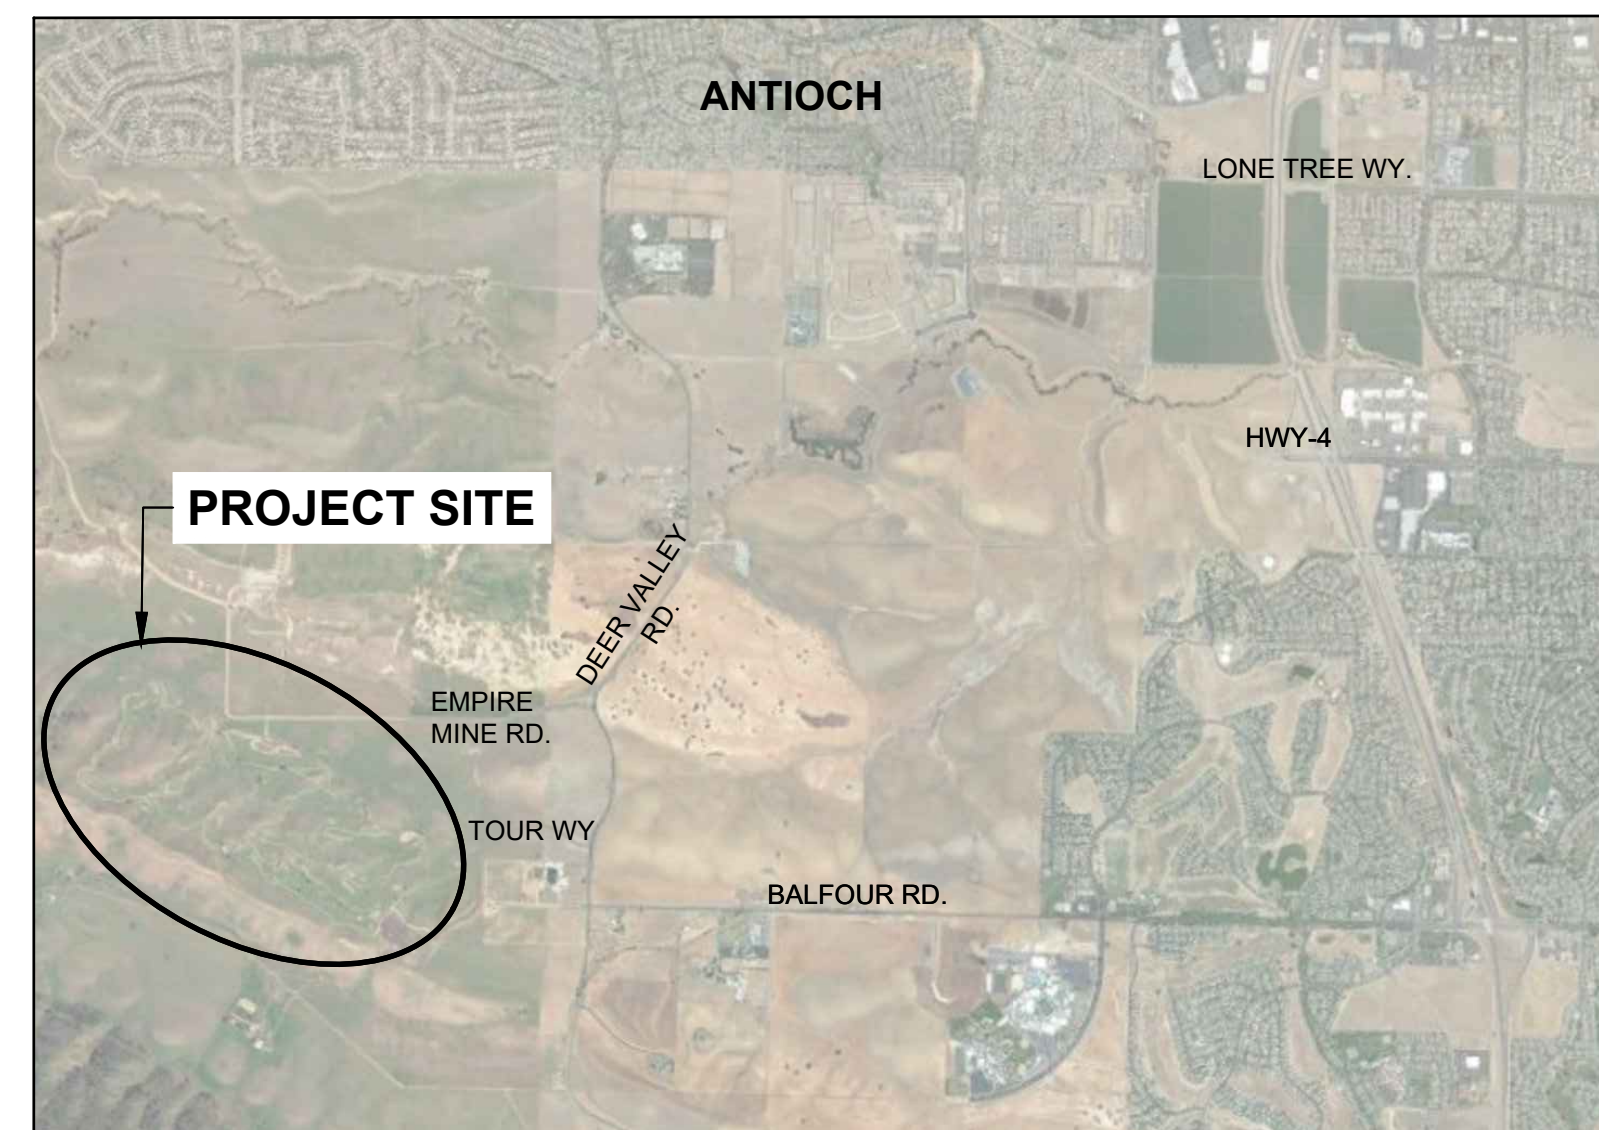 ANTIOCH
LONE TREE WY.
HWY-4
PROJECT SITE
DEER VALLEY
RD.
EMPIRE
MINE RD.
TOUR WY
BALFOUR RD.